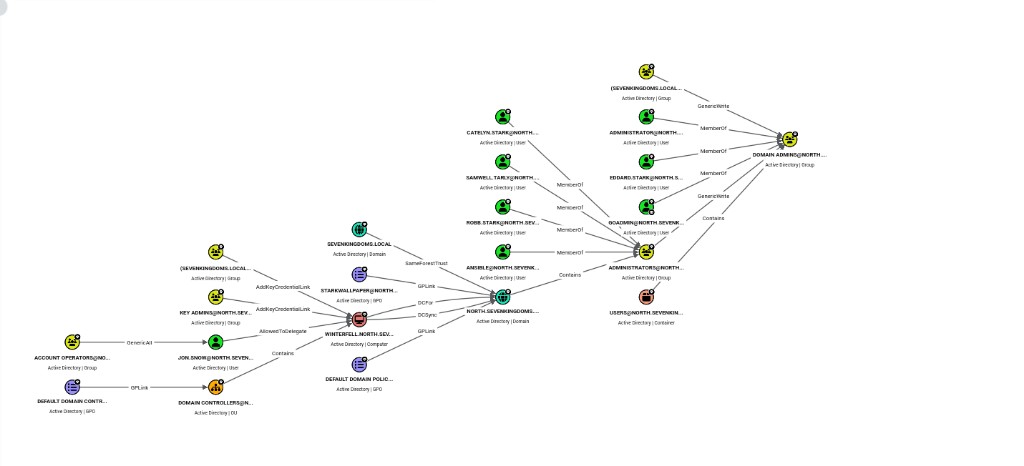 (SEVENKINGDOMS.LOCAL...
Active Directory | Group
GenericWrite
CATELYN.STARK@NORTH....
Active Directory | User
ADMINISTRATOR@NORTH...
Active Directory | User
MemberOf
MemberOf
DOMAIN ADMINS@NORTH...
Active Directory | Group
SAMWELL.TARLY@NORTH....
Active Directory | User
EDDARD.STARK@NORTH.S...
Active Directory | User
MemberOf
MemberOf
GenericWrite
MemberOf
Contains
ROBB.STARK@NORTH.SEV...
Active Directory | User
GOADMIN@NORTH.SEVENK...
Active Directory | User
MemberOf
SEVENKINGDOMS.LOCAL
Active Directory | Domain
SameForestTrust
MemberOf
ANSIBLE@NORTH.SEVENK...
Active Directory | User
ADMINISTRATORS@NORTH...
Active Directory | Group
Contains
(SEVENKINGDOMS.LOCAL...
Active Directory | Group
STARKWALLPAPER@NORTH...
Active Directory | GPO
GPLink
AddKeyCredentialLink
KEY ADMINS@NORTH.SEV...
Active Directory | Group
AddKeyCredentialLink
DCFor
DCSync
GPLink
NORTH.SEVENKINGDOMS....
Active Directory | Domain
USERS@NORTH.SEVENKIN...
Active Directory | Container
WINTERFELL.NORTH.SEV...
Active Directory | Computer
AllowedToDelegate
ACCOUNT OPERATORS@NO...
Active Directory | Group
GenericAll
JON.SNOW@NORTH.SEVEN...
Active Directory | User
Contains
DEFAULT DOMAIN POLIC...
Active Directory | GPO
DEFAULT DOMAIN CONTR...
Active Directory | GPO
GPLink
DOMAIN CONTROLLERS@N...
Active Directory | OU